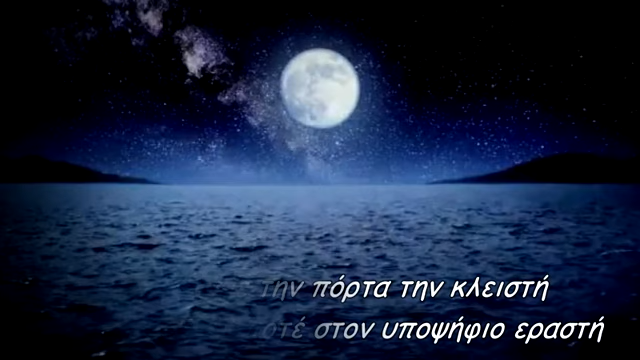 την πόρτα την κλειστή
στον υποψήφιο εραστή